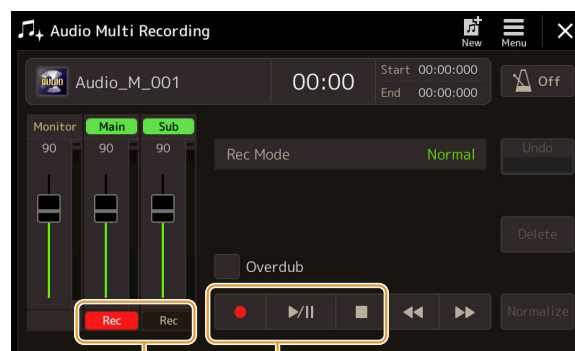 Audio Multi Recording
New
Menu
audio
Audio_M_001
00:00
Start 00:00:000
End 00:00:000
Off
Monitor Main Sub
90 90 90
Rec Mode Normal
Undo
Delete
Overdub
Rec Rec
Normalize